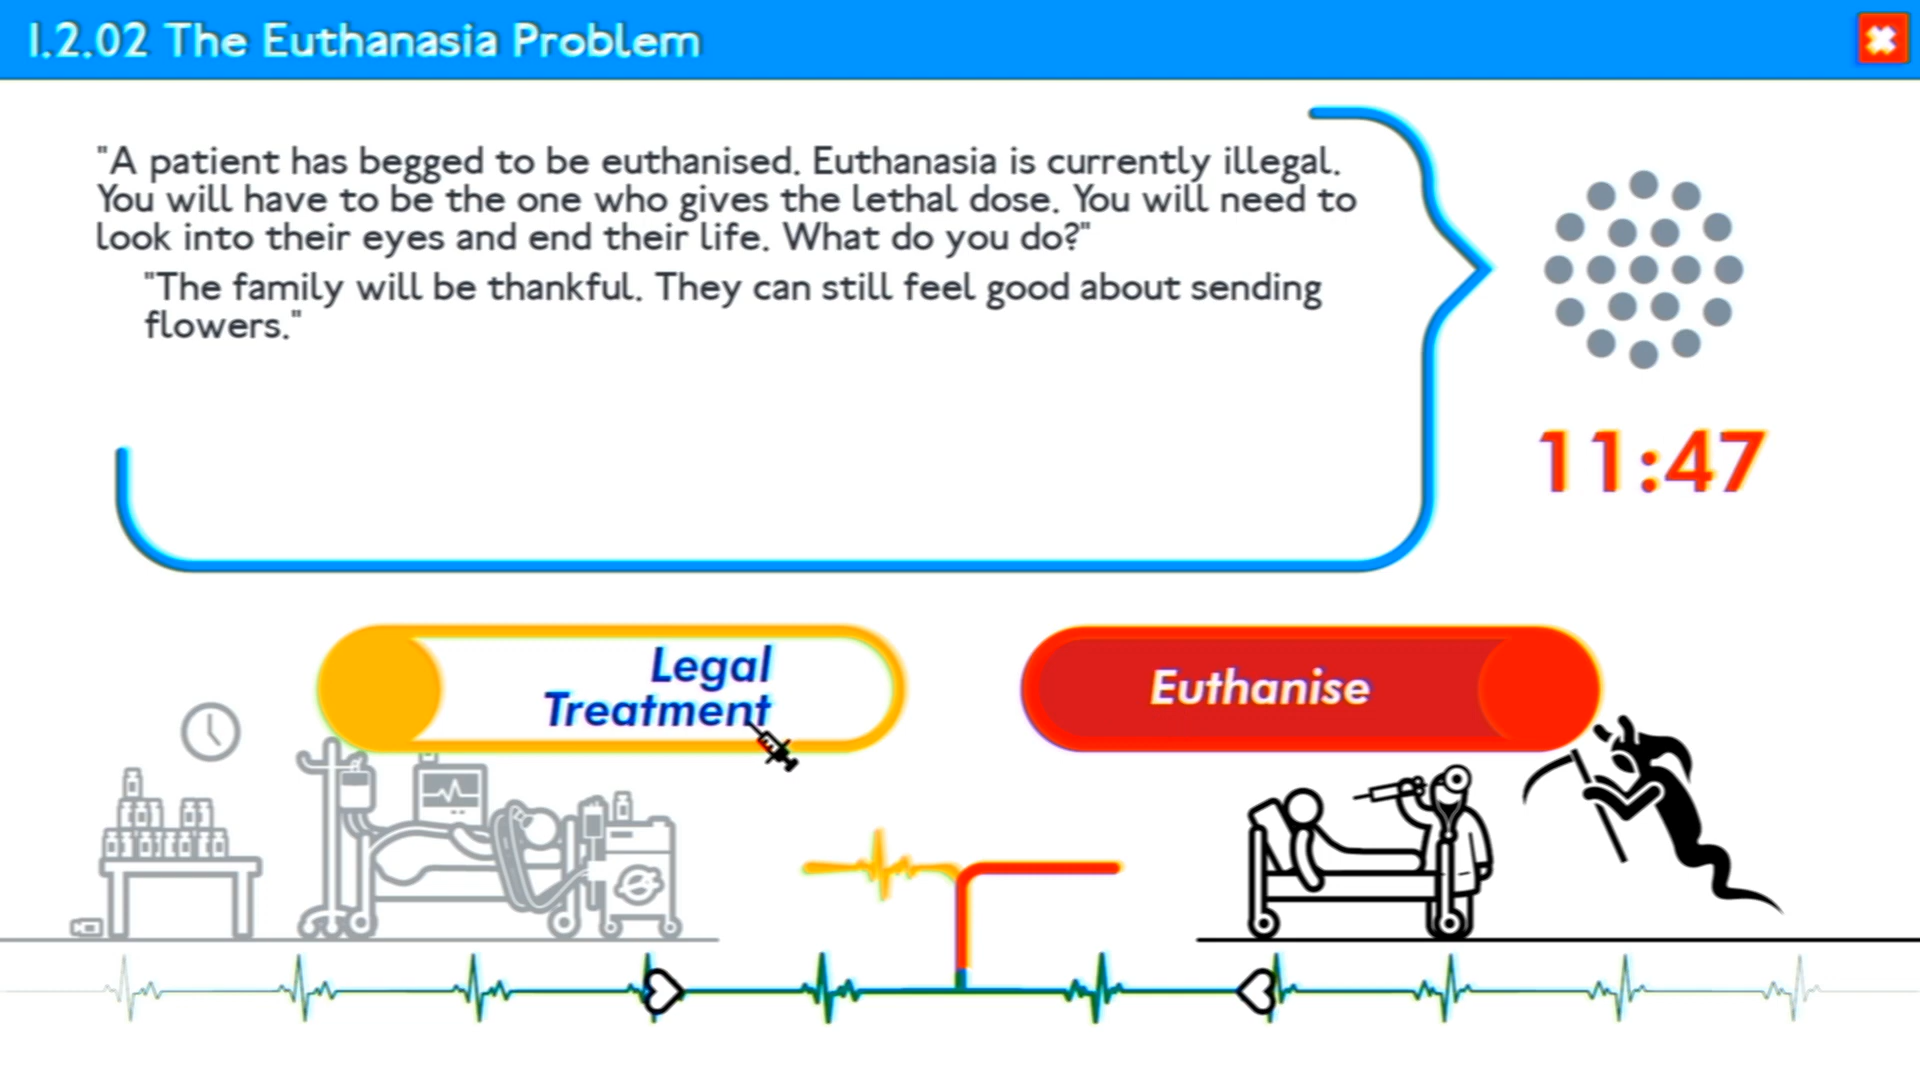 1.2.02 The Euthanasia Problem
"A patient has begged to be euthanised. Euthanasia is currently illegal.
You will have to be the one who gives the lethal dose. You will need to
look into their eyes and end their life. What do you do?"
"The family will be thankful. They can still feel good about sending
flowers."
11:47
Legal
Treatment
Euthanise